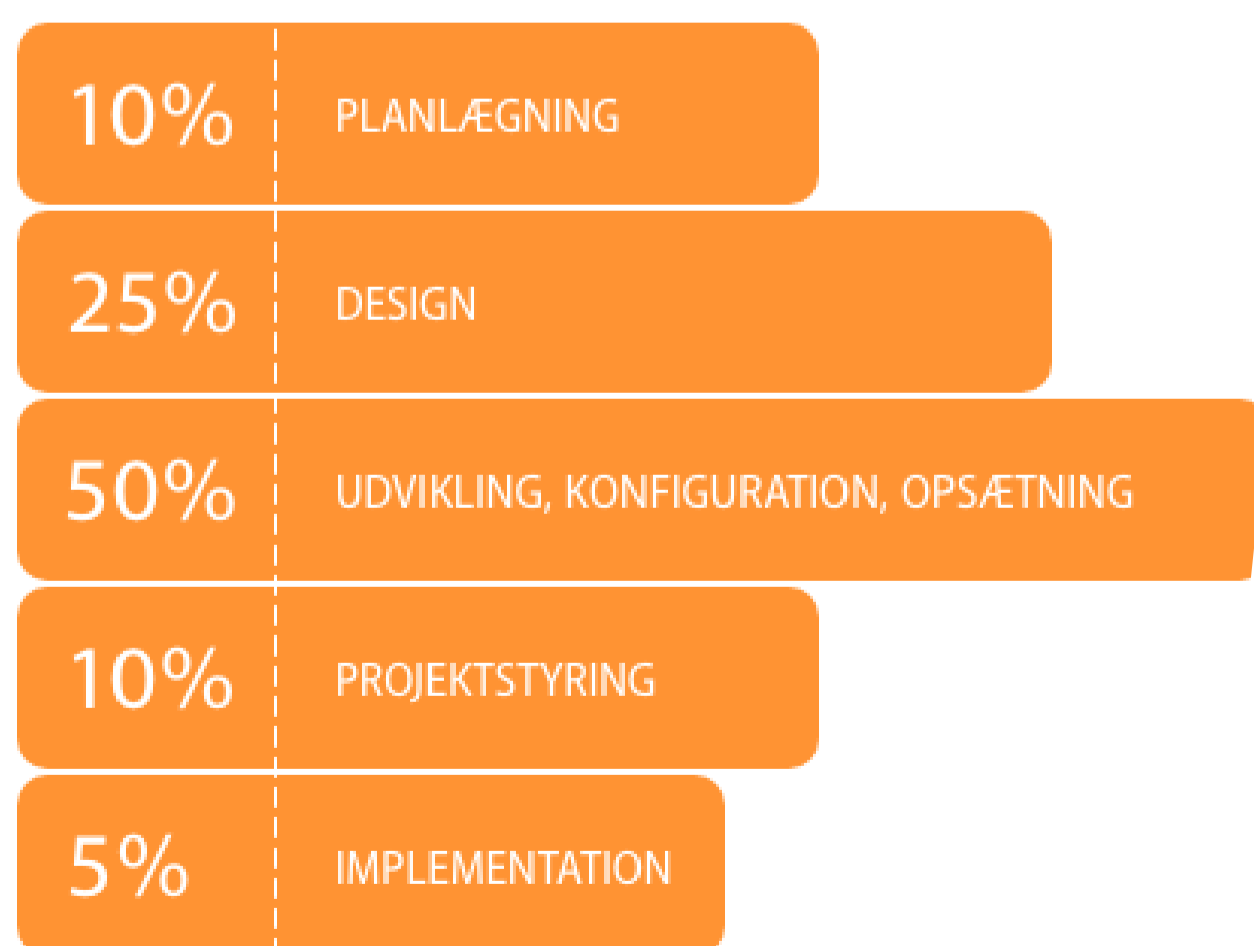 10% PLANLÆGNING
25% DESIGN
50% UDVIKLING, KONFIGURATION, OPSÆTNING
10% PROJEKTSTYRING
5% IMPLEMENTATION